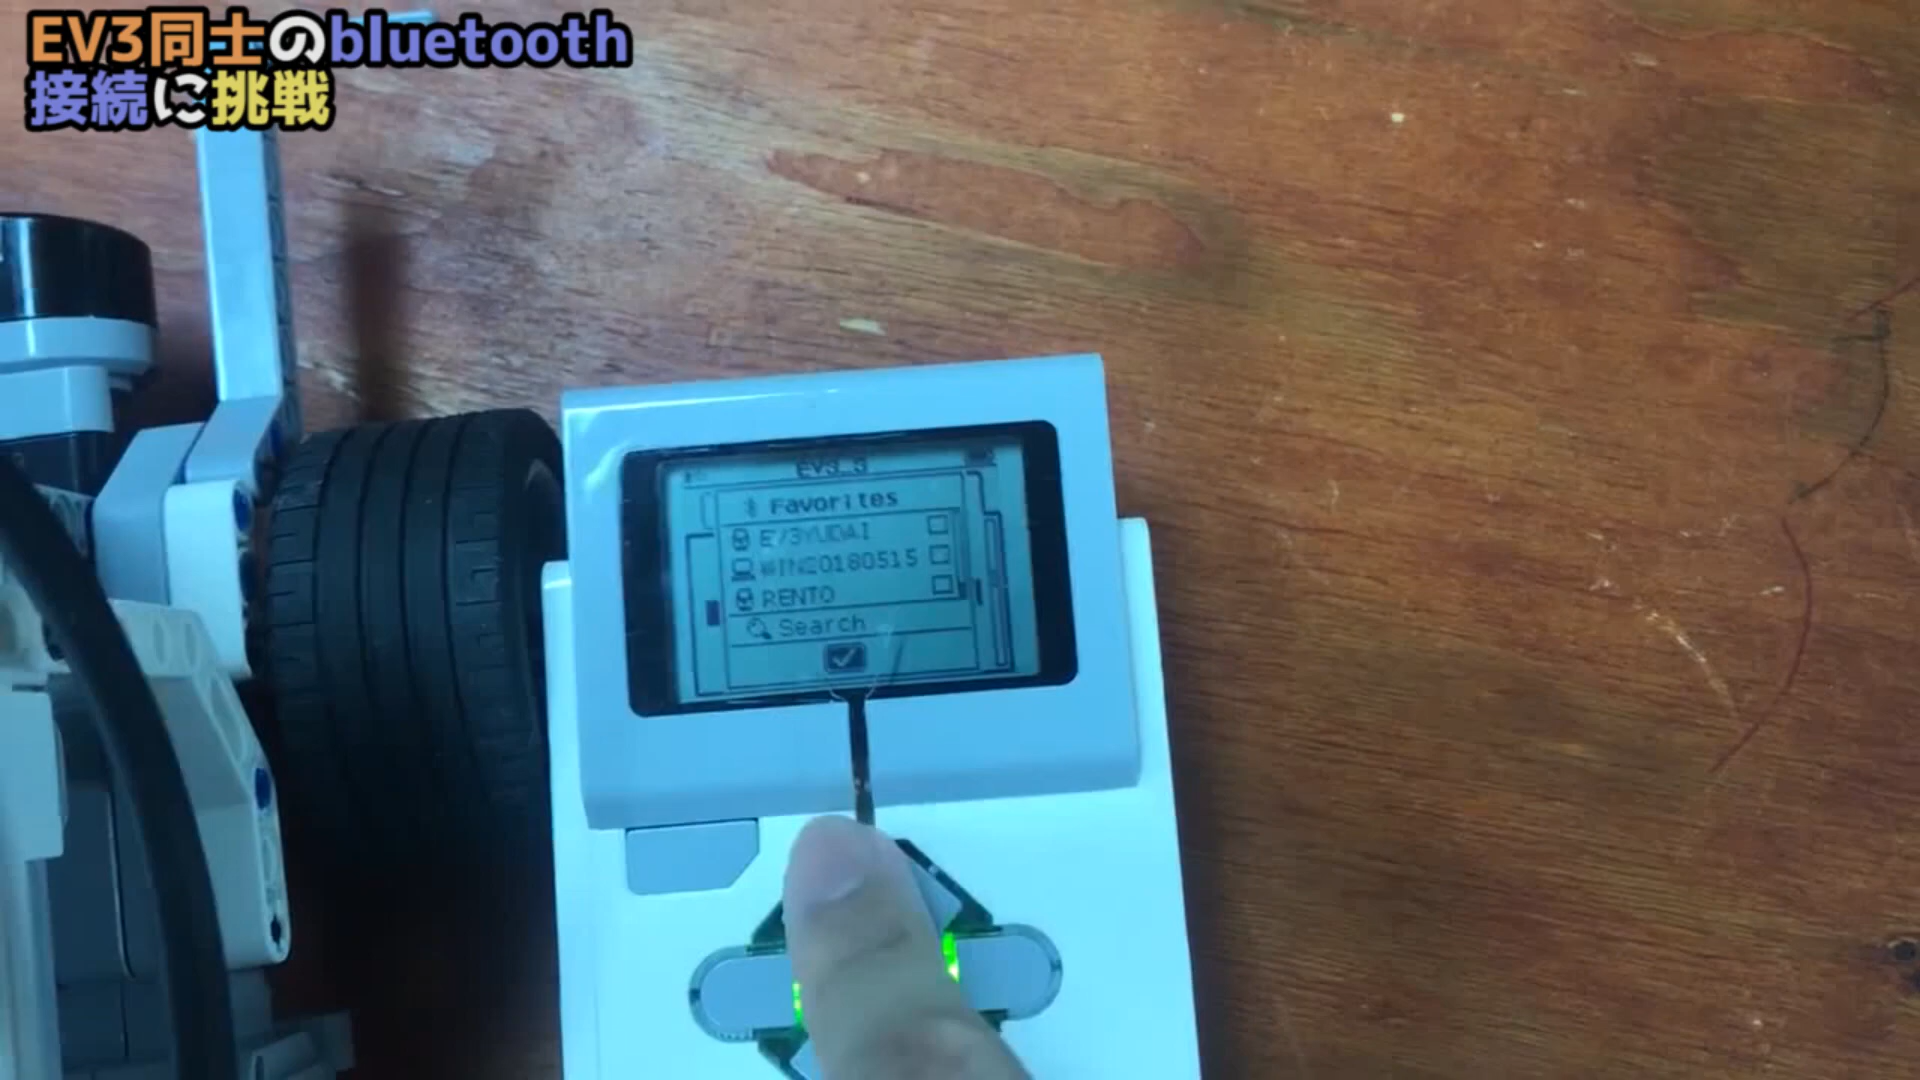 EV3同士のbluetooth
接続に挑戦
EV3_3
Favorites
EV3YUDAI
WIN20180515
RENTO
Search